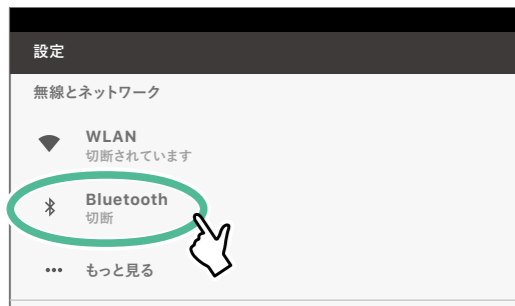 設定
無線とネットワーク
WLAN
切断されています
Bluetooth
切断
もっと見る